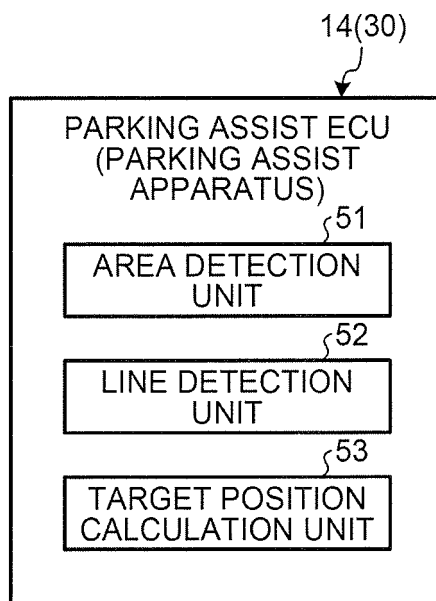 14(30)
PARKING ASSIST ECU
(PARKING ASSIST
APPARATUS)
51
AREA DETECTION
UNIT
52
LINE DETECTION
UNIT
53
TARGET POSITION
CALCULATION UNIT